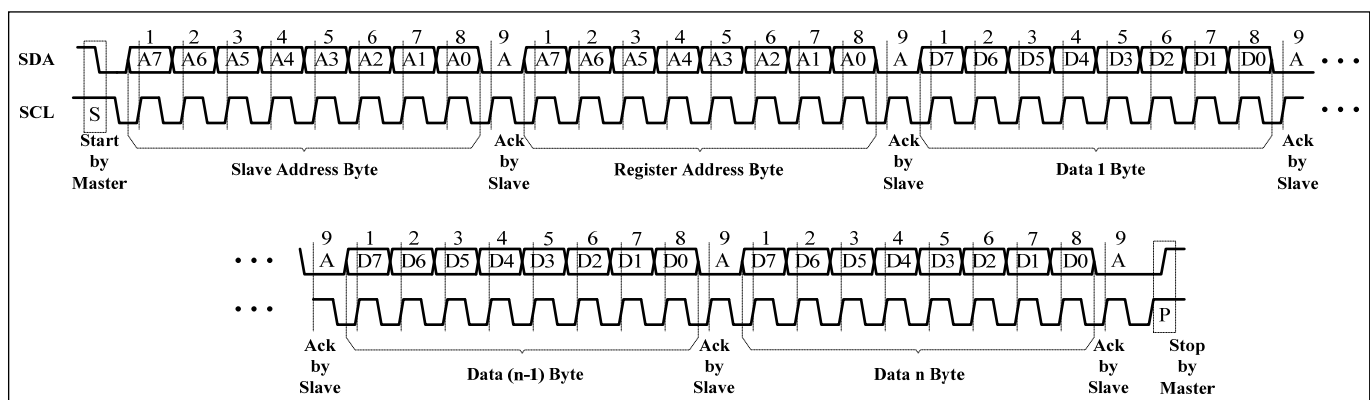 1 2 3 4 5 6 7 8 9 1 2 3 4 5 6 7 8 9 1 2 3 4 5 6 7 8 9
SDA A7 A6 A5 A4 A3 A2 A1 A0 A A7 A6 A5 A4 A3 A2 A1 A0 A D7 D6 D5 D4 D3 D2 D1 D0 A • • •
SCL S • • •
Start by Master
Slave Address Byte
Ack by Slave
Register Address Byte
Ack by Slave
Data 1 Byte
Ack by Slave
9 1 2 3 4 5 6 7 8 9 1 2 3 4 5 6 7 8 9
• • • A D7 D6 D5 D4 D3 D2 D1 D0 A D7 D6 D5 D4 D3 D2 D1 D0 A
• • • P
Ack by Slave
Data (n-1) Byte
Ack by Slave
Data n Byte
Ack by Slave
Stop by Master